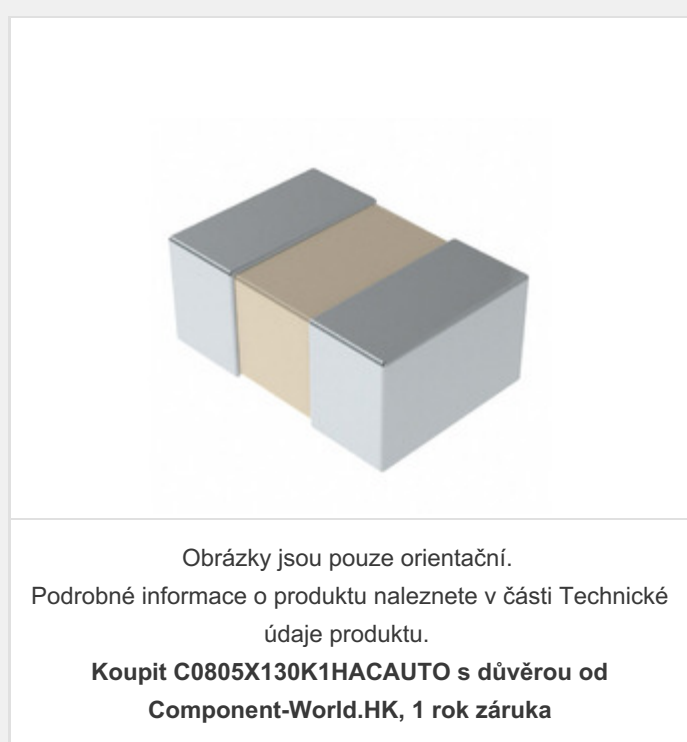 Obrázky jsou pouze orientační.
Podrobné informace o produktu naleznete v části Technické
údaje produktu.
Koupit C0805X130K1HACAUTO s důvěrou od
Component-World.HK, 1 rok záruka